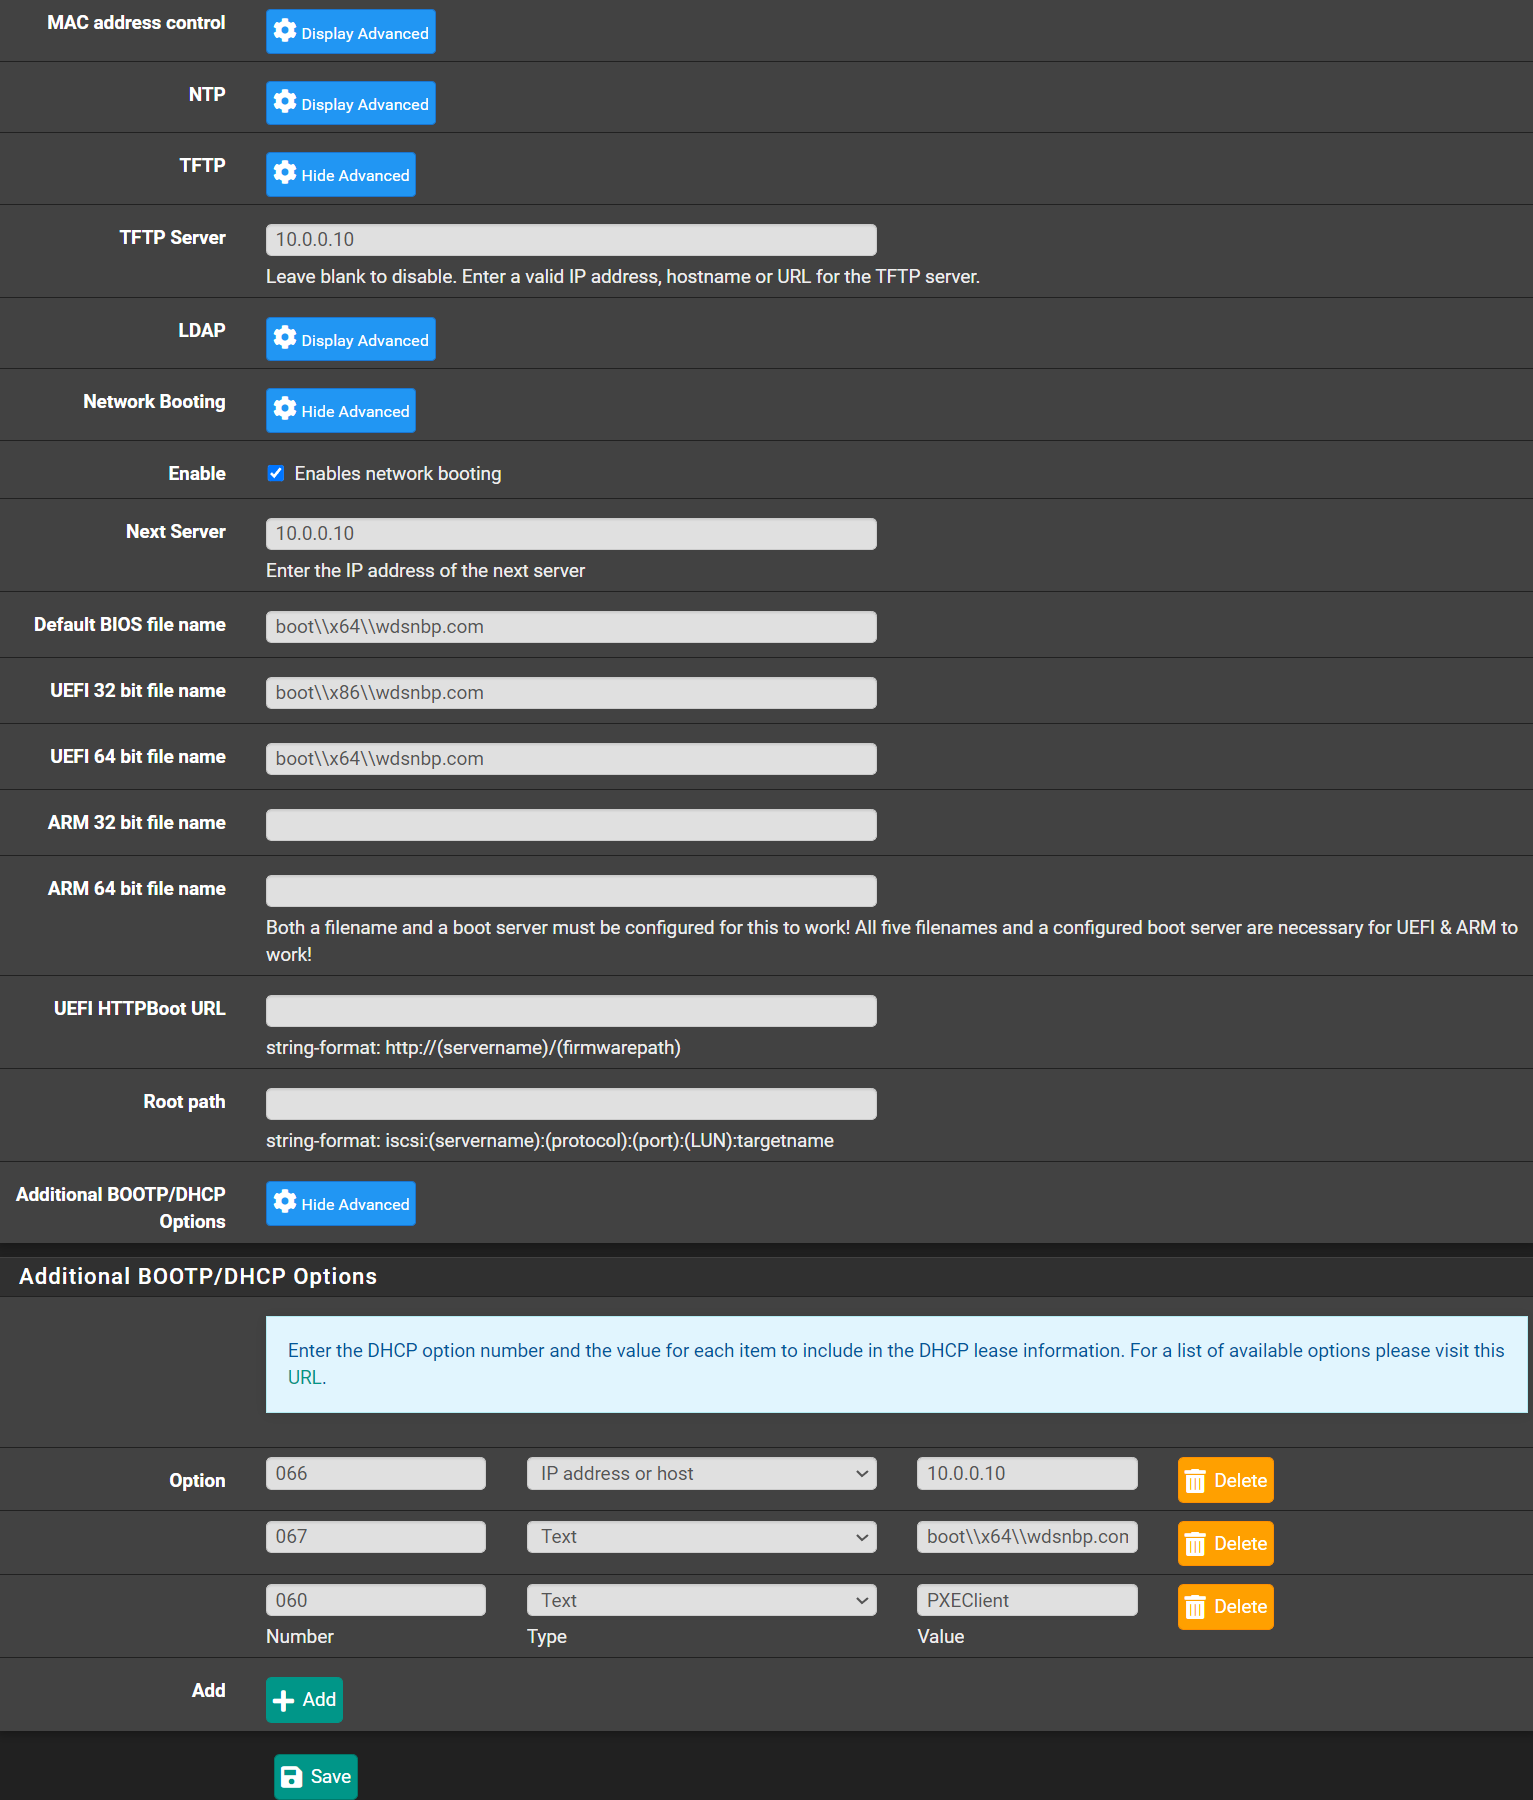 MAC address control
Display Advanced
NTP
Display Advanced
TFTP
Hide Advanced
TFTP Server
10.0.0.10
Leave blank to disable. Enter a valid IP address, hostname or URL for the TFTP server.
LDAP
Display Advanced
Network Booting
Hide Advanced
Enable
Enables network booting
Next Server
10.0.0.10
Enter the IP address of the next server
Default BIOS file name
boot\\x64\\wdsnbp.com
UEFI 32 bit file name
boot\\x86\\wdsnbp.com
UEFI 64 bit file name
boot\\x64\\wdsnbp.com
ARM 32 bit file name
ARM 64 bit file name
Both a filename and a boot server must be configured for this to work! All five filenames and a configured boot server are necessary for UEFI & ARM to
work!
UEFI HTTPBoot URL
string-format: http://(servername)/(firmwarepath)
Root path
string-format: iscsi:(servername):(protocol):(port):(LUN):targetname
Additional BOOTP/DHCP
Options
Hide Advanced
Additional BOOTP/DHCP Options
Enter the DHCP option number and the value for each item to include in the DHCP lease information. For a list of available options please visit this
URL.
Option
066
IP address or host
10.0.0.10
Delete
067
Text
boot\\x64\\wdsnbp.con
Delete
060
Text
PXEClient
Delete
Number
Type
Value
Add
Add
Save